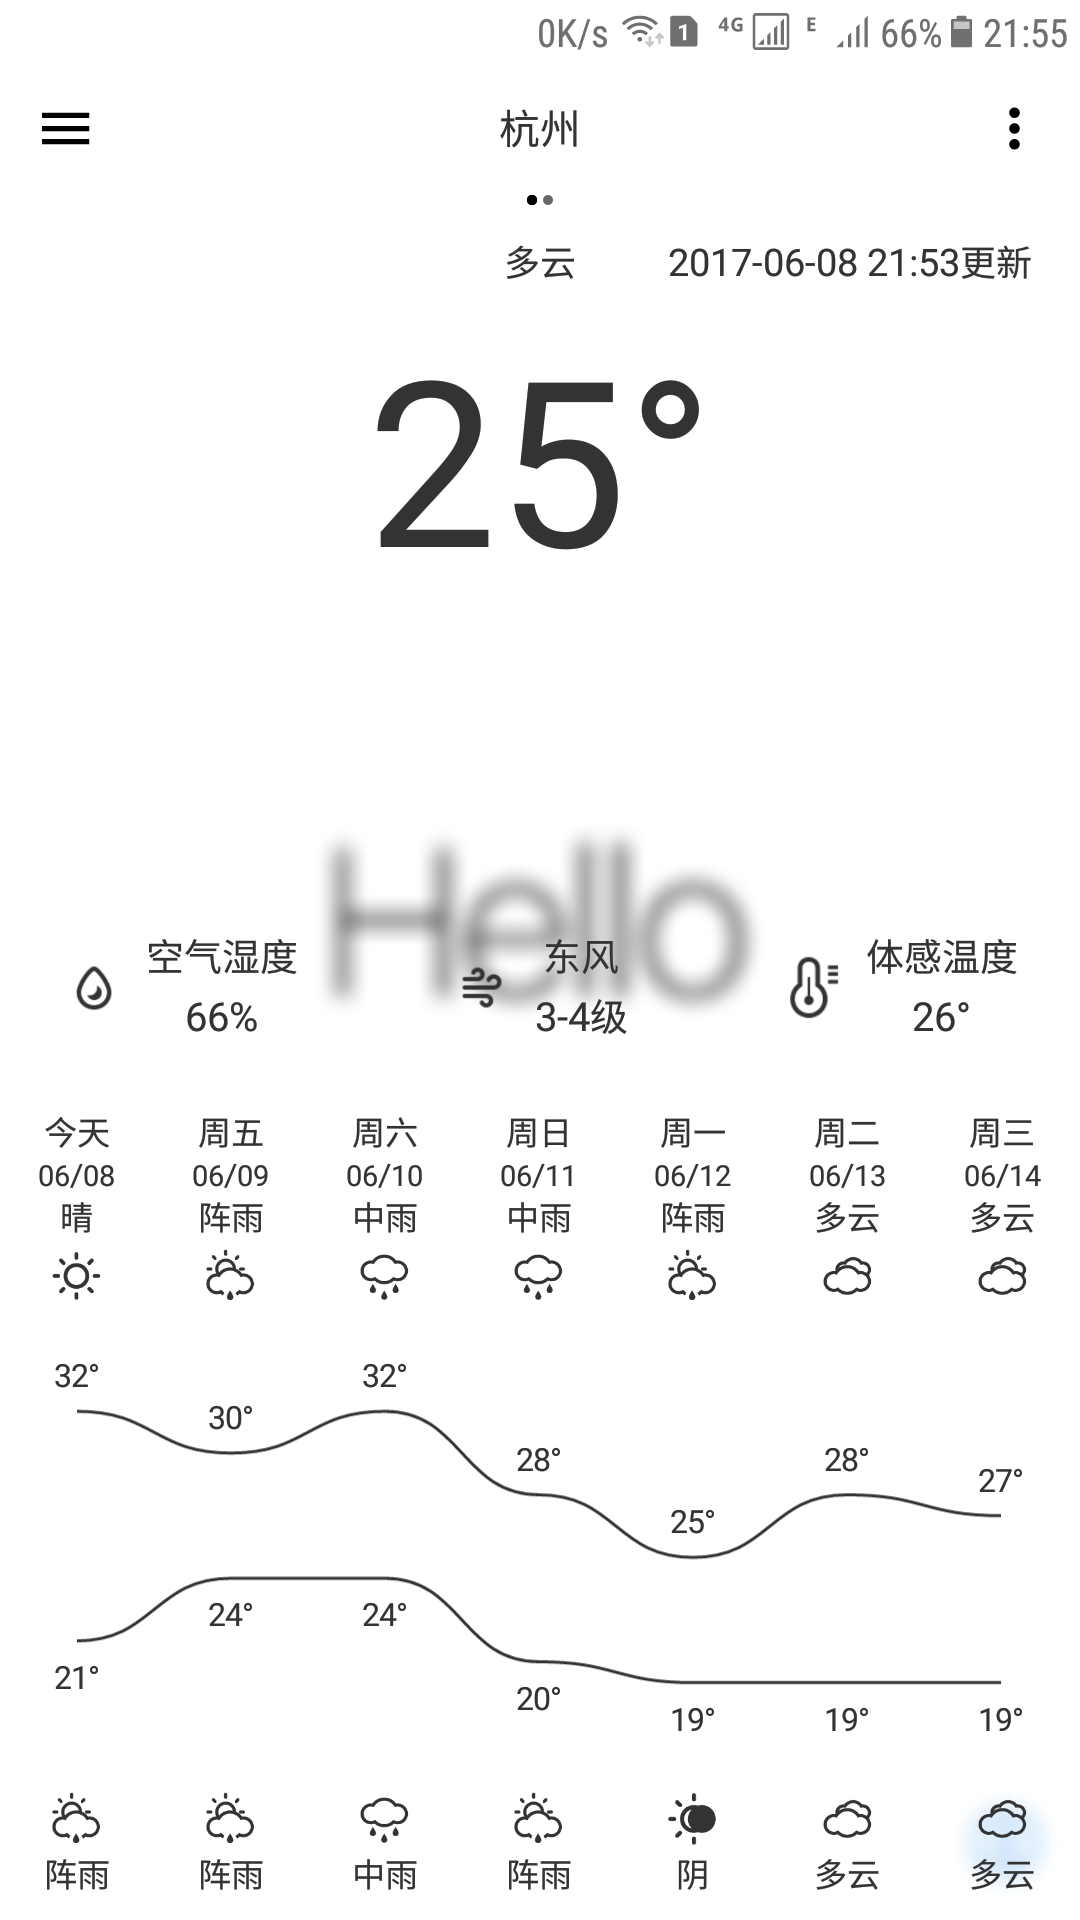 0K/s 1 4G E 66% 21:55
杭州
多云 2017-06-08 21:53更新
25°
Hello
空气湿度 东风 体感温度
66% 3-4级 26°
今天 周五 周六 周日 周一 周二 周三
06/08 06/09 06/10 06/11 06/12 06/13 06/14
晴 阵雨 中雨 中雨 阵雨 多云 多云
32° 30° 32° 28° 25° 28° 27°
21° 24° 24° 20° 19° 19° 19°
阵雨 阵雨 中雨 阵雨 阴 多云 多云